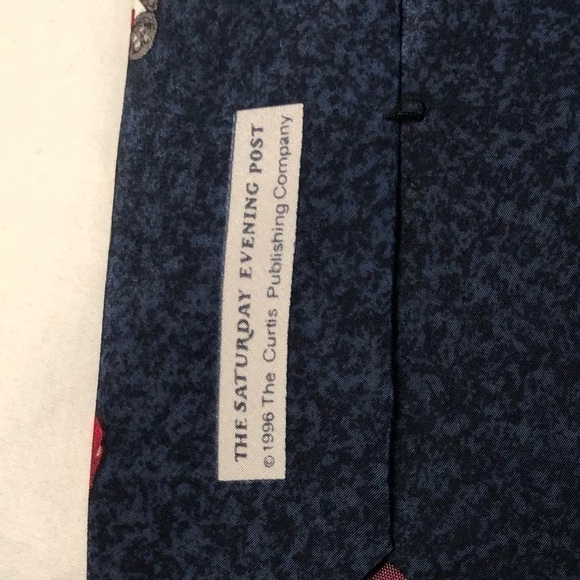 THE SATURDAY EVENING POST
©1996 The Curtis Publishing Company